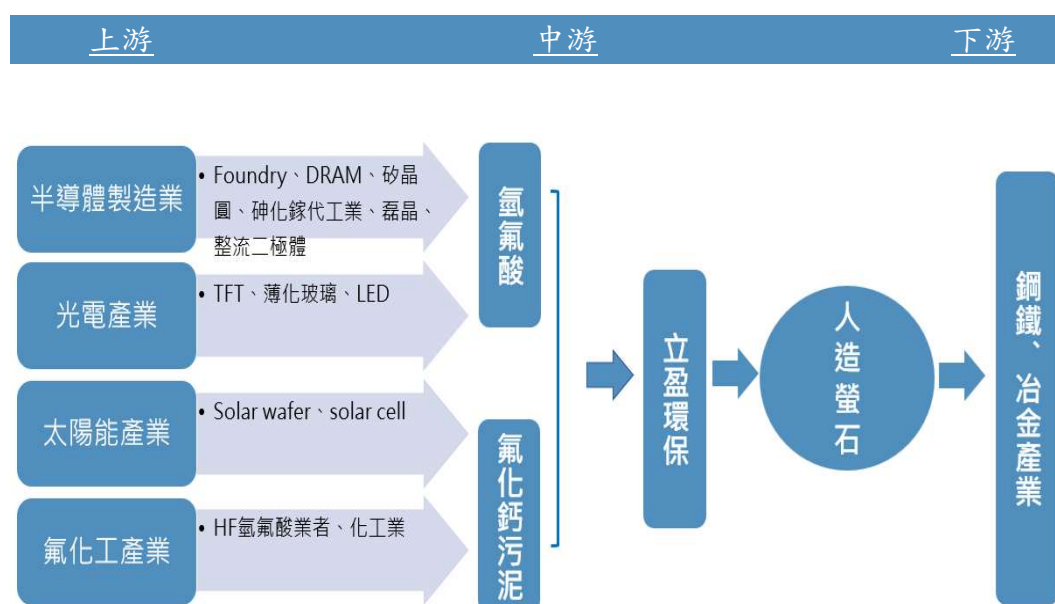 上游
中游
下游
半導體製造業
• Foundry、DRAM、矽晶
圓、砷化鎵代工業、磊晶、
整流二極體
光電產業
• TFT、薄化玻璃、LED
太陽能產業
• Solar wafer、solar cell
氟化工產業
• HF氫氟酸業者、化工業
氫氟酸
氟化鈣污泥
立盈環保
人造螢石
鋼鐵、冶金產業